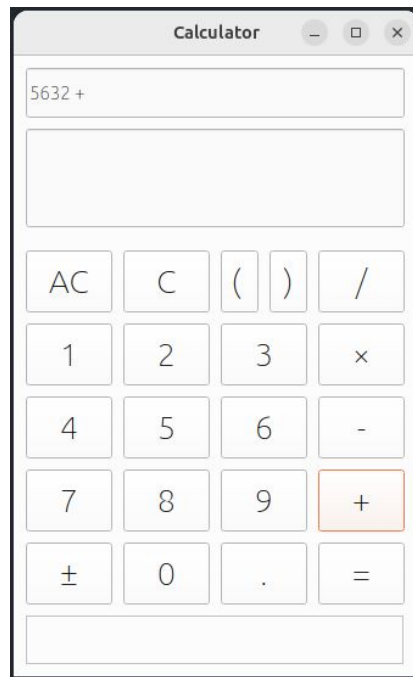 Calculator
5632 +
AC C ( ) /
1 2 3 ×
4 5 6 -
7 8 9 +
± 0 . =